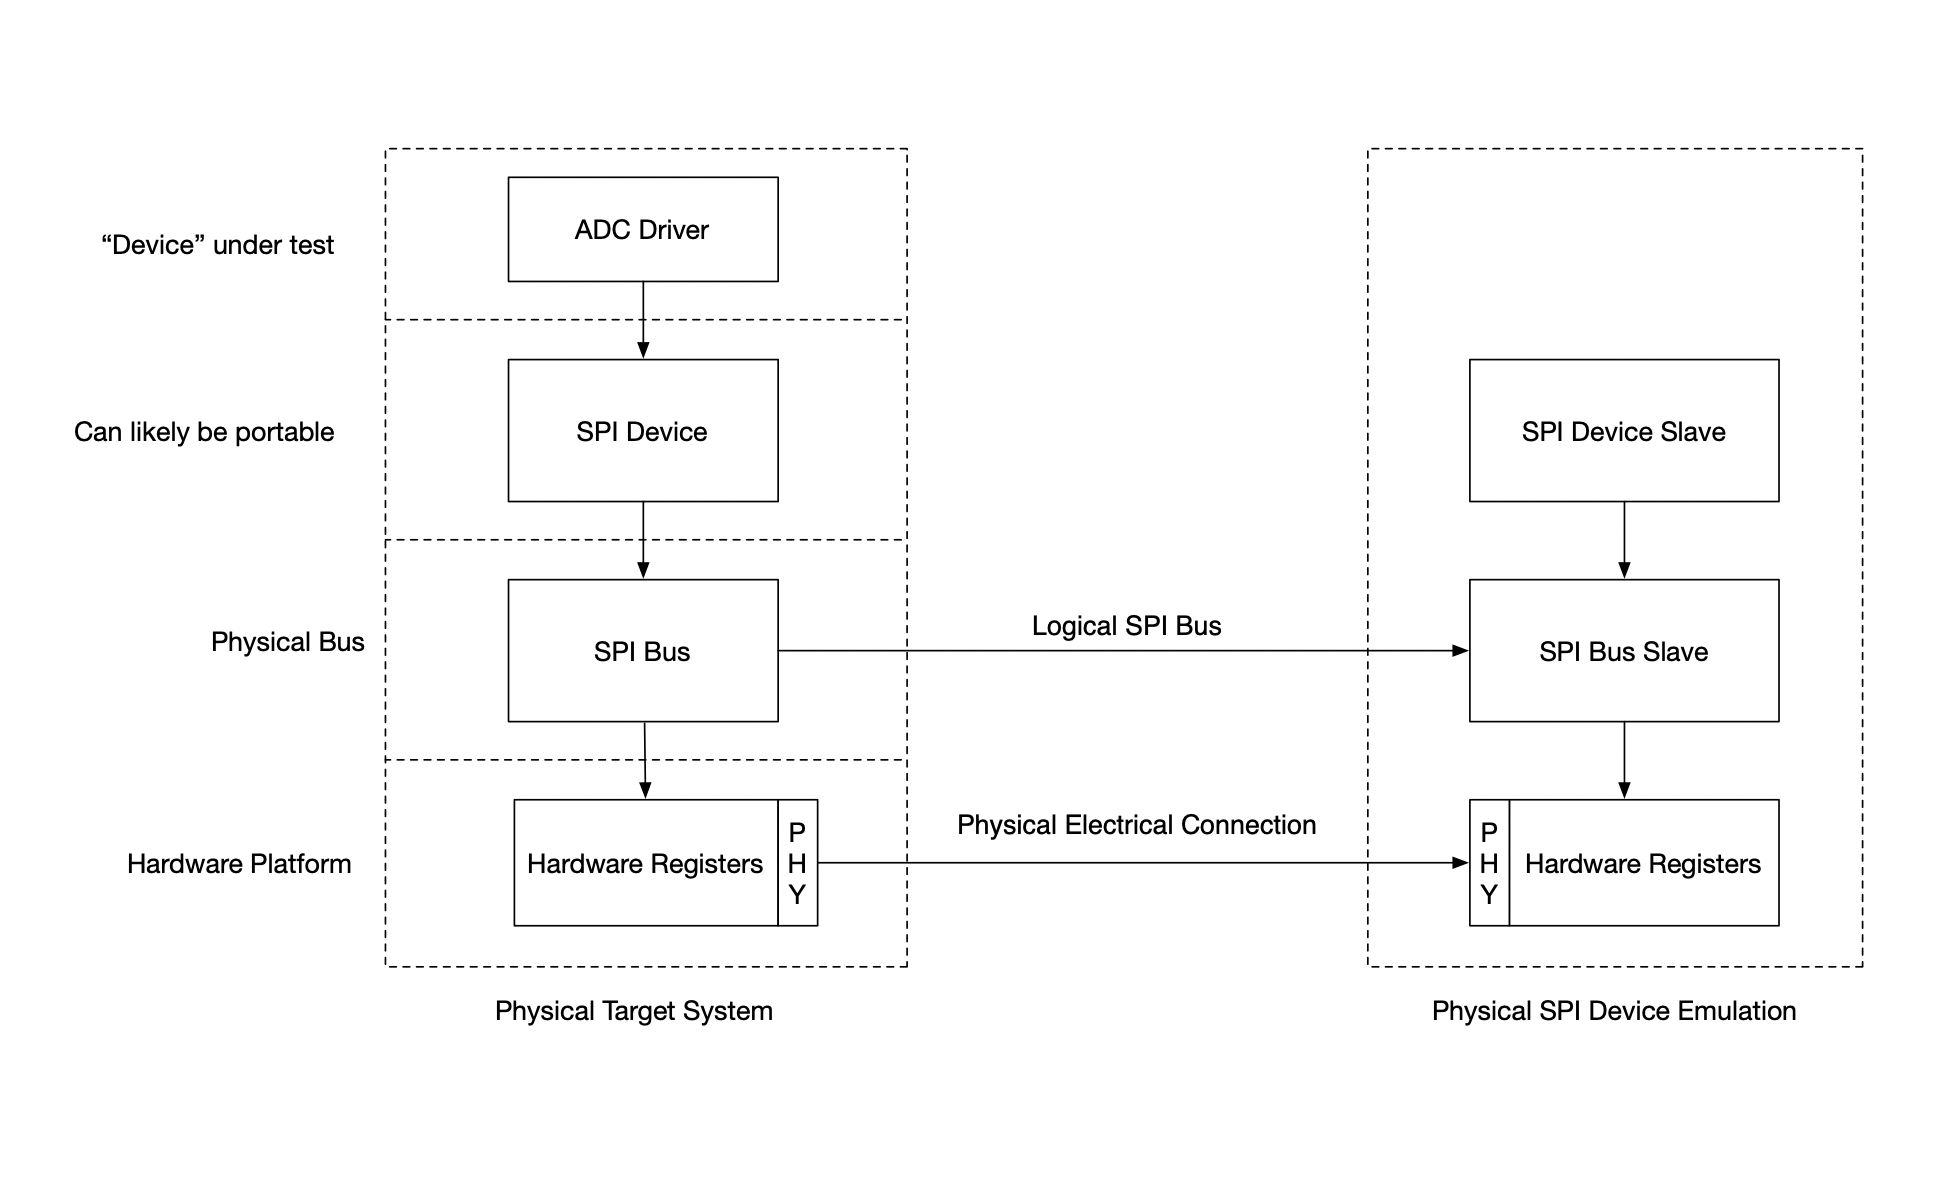 “Device” under test
ADC Driver
Can likely be portable
SPI Device
SPI Device Slave
Physical Bus
SPI Bus
Logical SPI Bus
SPI Bus Slave
Hardware Platform
Hardware Registers
P
H
Y
Physical Electrical Connection
P
H
Y
Hardware Registers
Physical Target System
Physical SPI Device Emulation